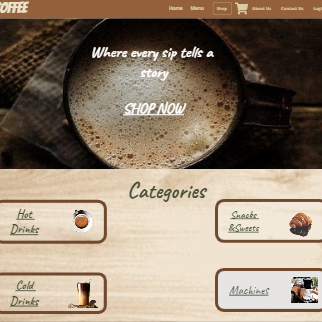 COFFEE
Home Menu Shop About Us Contact Us Log
Where every sip tells a
story
SHOP NOW
Categories
Hot
Drinks
Snacks
&Sweets
Cold
Drinks
Machines